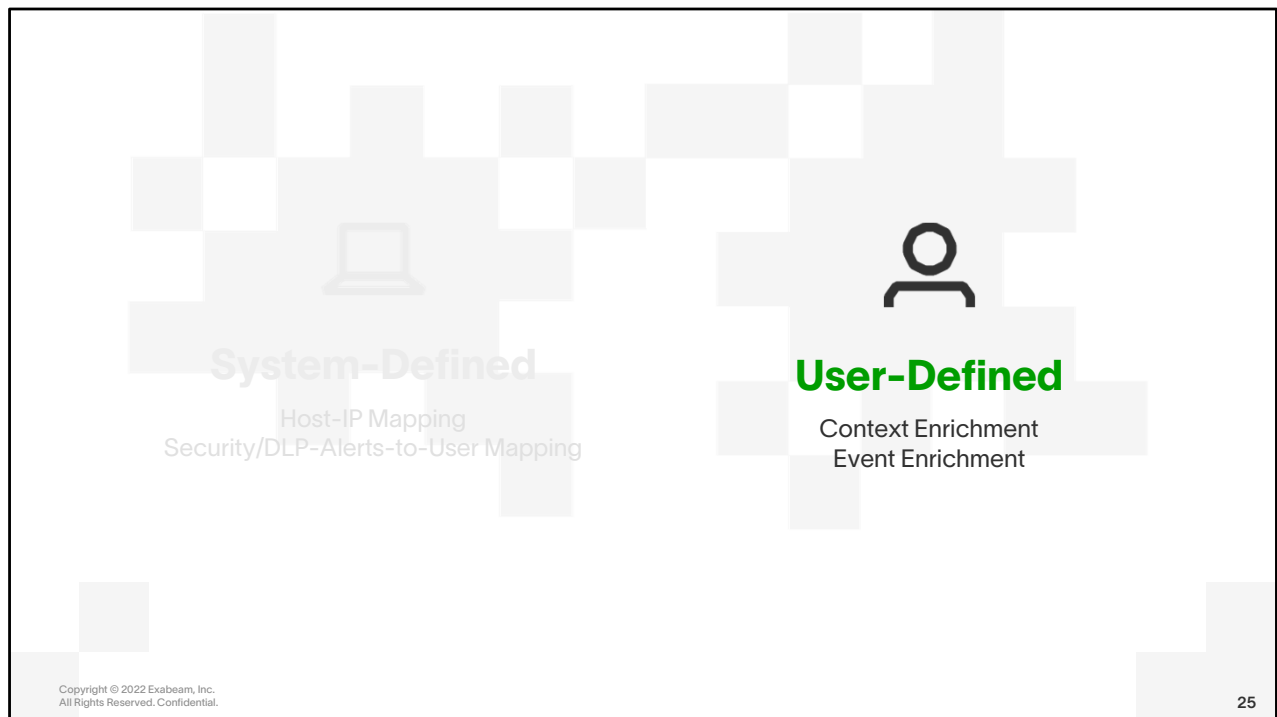 System-Defined
Host-IP Mapping
Security/DLP-Alerts-to-User Mapping
User-Defined
Context Enrichment
Event Enrichment
Copyright © 2022 Exabeam, Inc.
All Rights Reserved. Confidential.
25